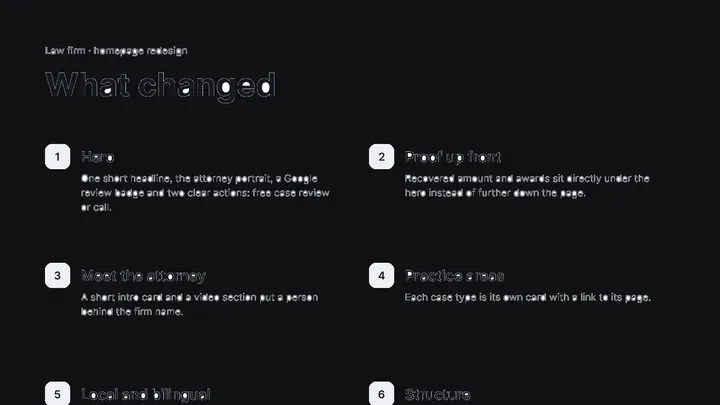 Law firm · homepage redesign
What changed
1 Hero
One short headline, the attorney portrait, a Google
review badge and two clear actions: free case review
or call.
2 Proof up front
Recovered amount and awards sit directly under the
hero instead of further down the page.
3 Meet the attorney
A short intro card and a video section put a person
behind the firm name.
4 Practice areas
Each case type is its own card with a link to its page.
5 Local and bilingual
6 Structure